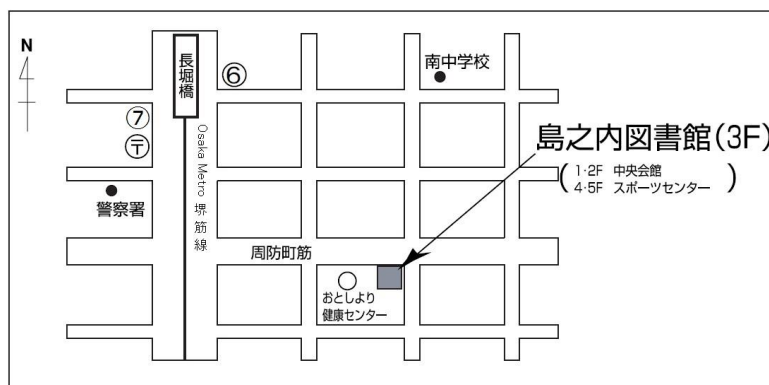 N
長堀橋
⑥
南中学校
⑦
〒
Osaka Metro 堺筋線
島之内図書館(3F)
(1・2F 中央会館
4・5F スポーツセンター)
警察署
周防町筋
おとしより
健康センター